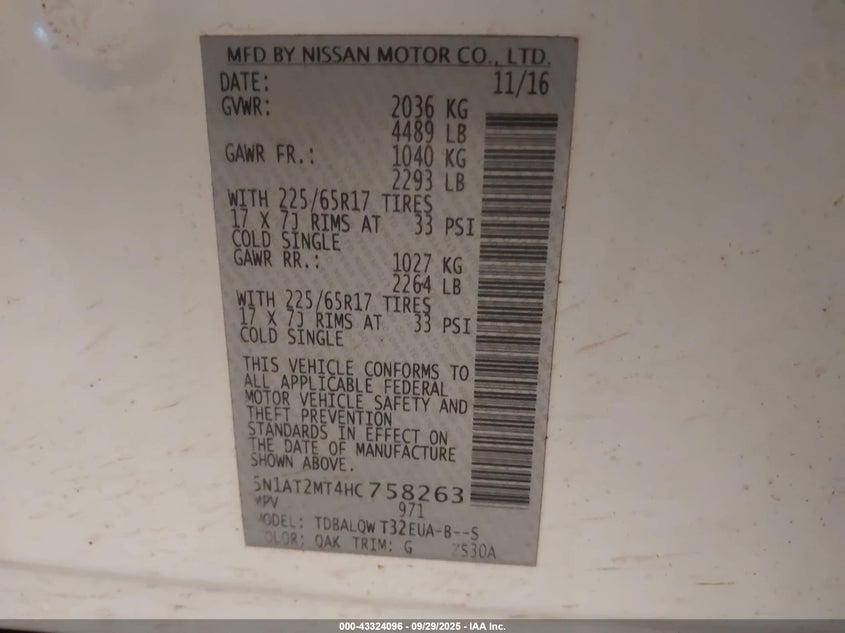 MFD BY NISSAN MOTOR CO., LTD.
DATE: 11/16
GVWR: 2036 KG
4489 LB
GAWR FR.: 1040 KG
2293 LB
WITH 225/65R17 TIRES
17 X 7J RIMS AT 33 PSI
COLD SINGLE
GAWR RR.: 1027 KG
2264 LB
WITH 225/65R17 TIRES
17 X 7J RIMS AT 33 PSI
COLD SINGLE
THIS VEHICLE CONFORMS TO
ALL APPLICABLE FEDERAL
MOTOR VEHICLE SAFETY AND
THEFT PREVENTION
STANDARDS IN EFFECT ON
THE DATE OF MANUFACTURE
SHOWN ABOVE.
5N1AT2MT4HC758263
MPV 971
MODEL: TDBALQW T32EUA-B--S
COLOR: QAK TRIM: G
000-43324096 - 09/29/2025 - IAA Inc.